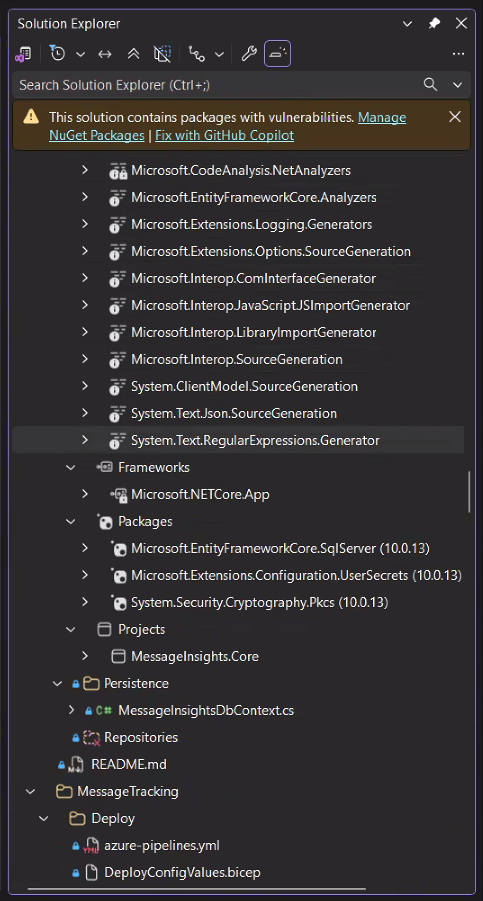 Solution Explorer
Search Solution Explorer (Ctrl+;)
This solution contains packages with vulnerabilities. Manage
NuGet Packages | Fix with GitHub Copilot
Microsoft.CodeAnalysis.NetAnalyzers
Microsoft.EntityFrameworkCore.Analyzers
Microsoft.Extensions.Logging.Generators
Microsoft.Extensions.Options.SourceGeneration
Microsoft.Interop.ComInterfaceGenerator
Microsoft.Interop.JavaScript.JSImportGenerator
Microsoft.Interop.LibraryImportGenerator
Microsoft.Interop.SourceGeneration
System.ClientModel.SourceGeneration
System.Text.Json.SourceGeneration
System.Text.RegularExpressions.Generator
Frameworks
Microsoft.NETCore.App
Packages
Microsoft.EntityFrameworkCore.SqlServer (10.0.13)
Microsoft.Extensions.Configuration.UserSecrets (10.0.13)
System.Security.Cryptography.Pkcs (10.0.13)
Projects
MessageInsights.Core
Persistence
C# MessageInsightsDbContext.cs
Repositories
M↓ README.md
MessageTracking
Deploy
YML azure-pipelines.yml
DeployConfigValues.bicep